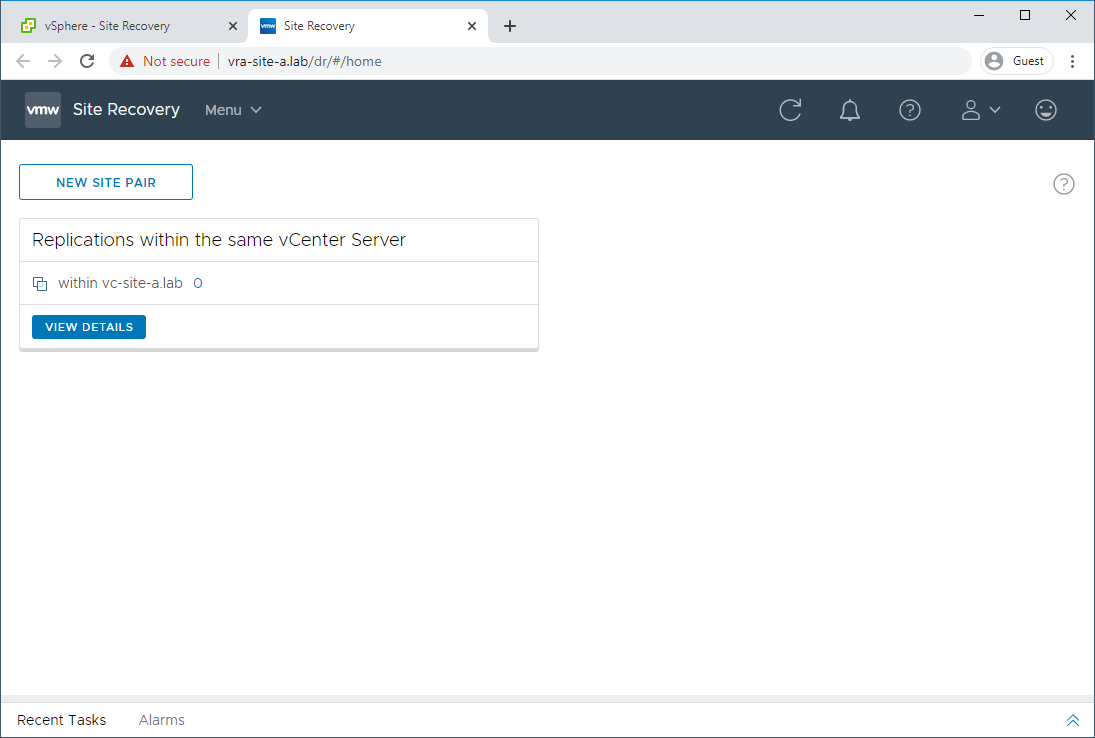 vSphere - Site Recovery
vmw Site Recovery
Not secure | vra-site-a.lab/dr/#/home
Guest
vmw Site Recovery Menu
NEW SITE PAIR
Replications within the same vCenter Server
within vc-site-a.lab 0
VIEW DETAILS
Recent Tasks Alarms